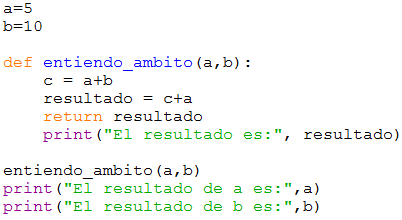 a=5
b=10
def entiendo_ambito(a,b):
    c = a+b
    resultado = c+a
    return resultado
    print("El resultado es:", resultado)
entiendo_ambito(a,b)
print("El resultado de a es:",a)
print("El resultado de b es:",b)